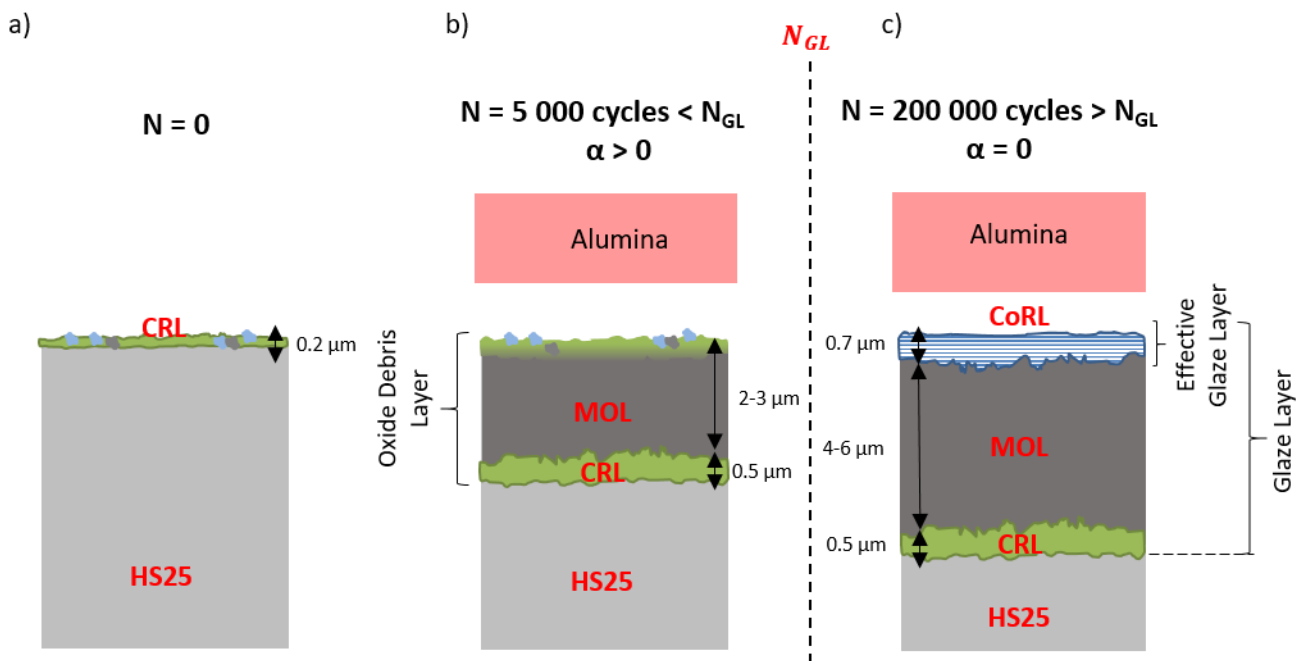 a)
N = 0
CRL
0.2 µm
HS25
b)
N = 5 000 cycles < N_GL
α > 0
Alumina
Oxide Debris
Layer
MOL
2-3 µm
CRL
0.5 µm
HS25
N_GL
c)
N = 200 000 cycles > N_GL
α = 0
Alumina
CoRL
0.7 µm
Effective
Glaze Layer
MOL
4-6 µm
Glaze Layer
CRL
0.5 µm
HS25